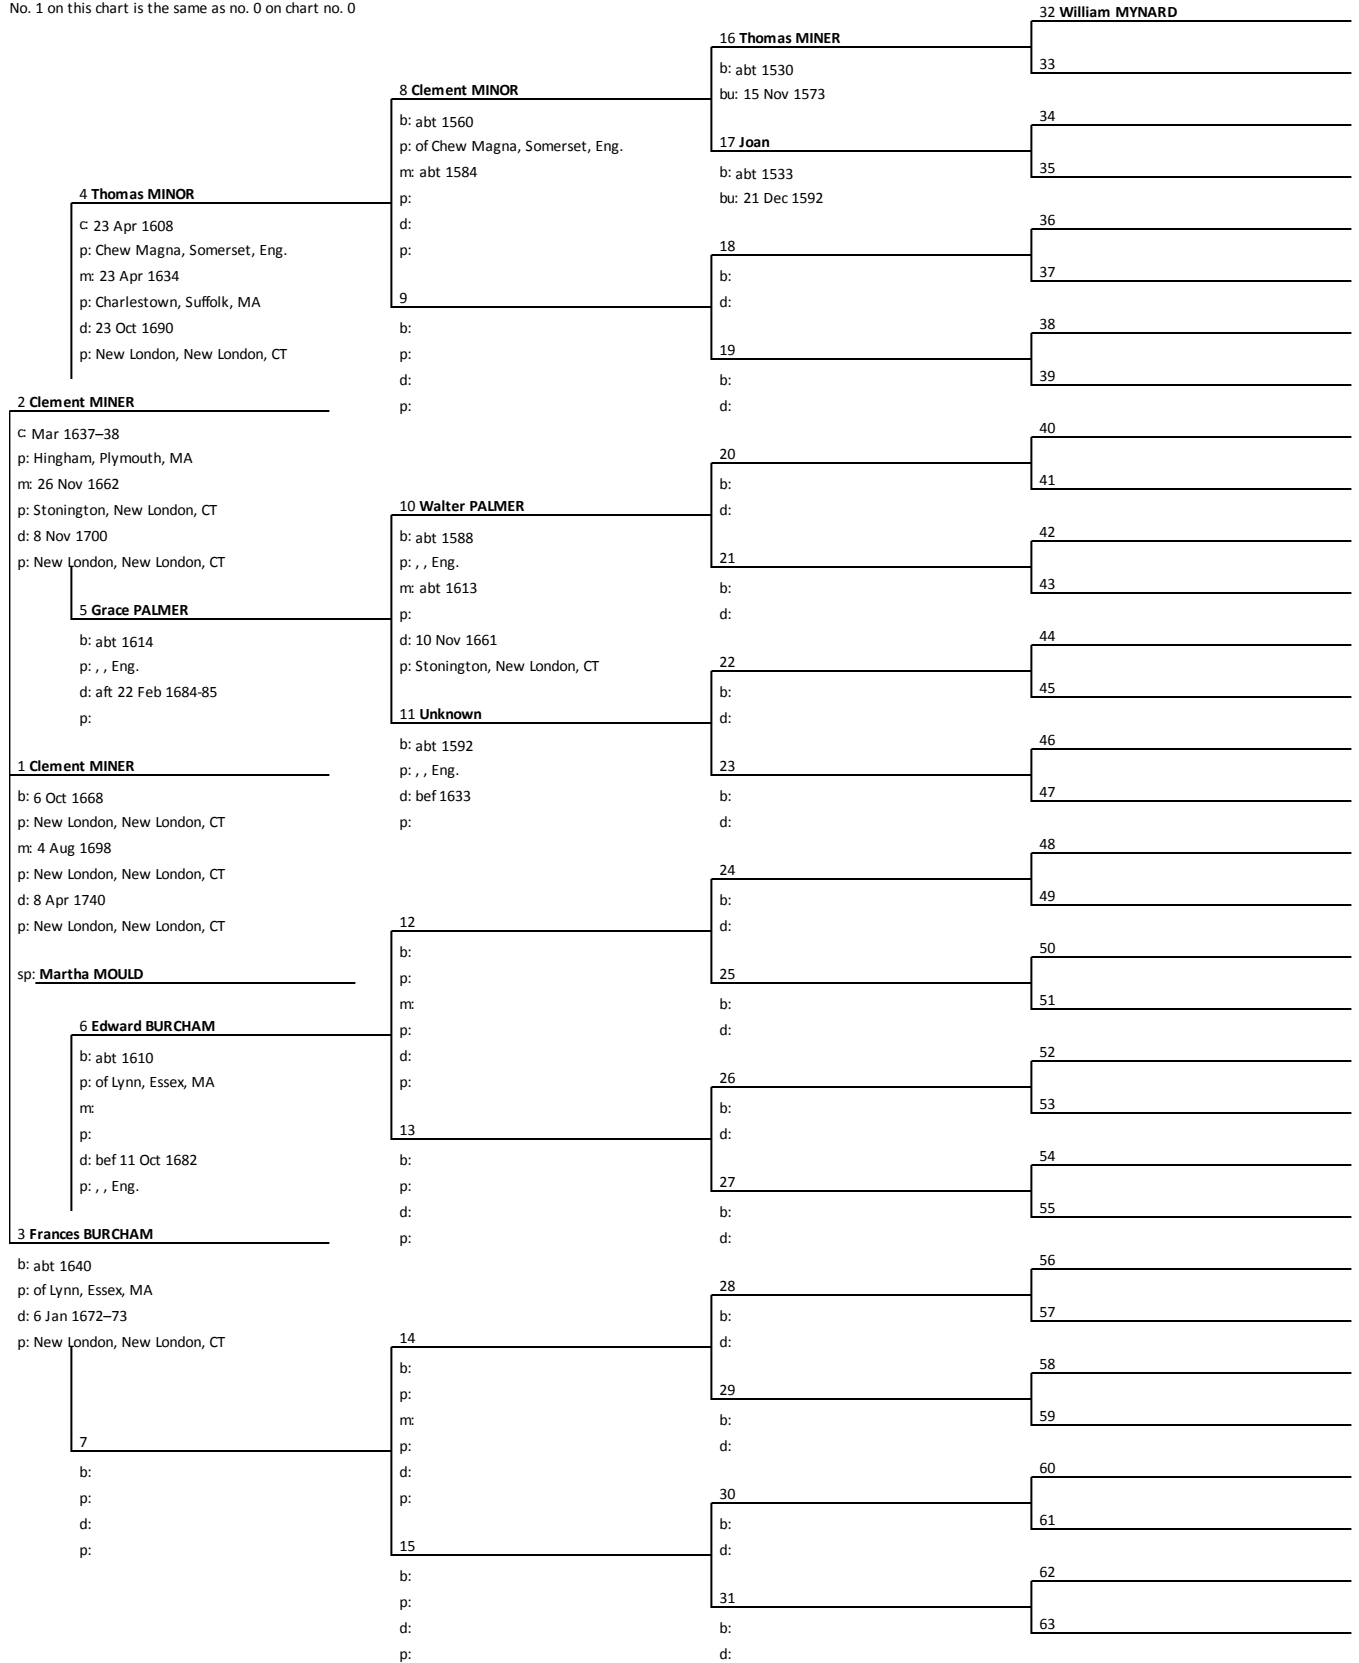 No. 1 on this chart is the same as no. 0 on chart no. 0
2 Clement MINER
c: Mar 1637–38
p: Hingham, Plymouth, MA
m: 26 Nov 1662
p: Stonington, New London, CT
d: 8 Nov 1700
p: New London, New London, CT
1 Clement MINER
b: 6 Oct 1668
p: New London, New London, CT
m: 4 Aug 1698
p: New London, New London, CT
d: 8 Apr 1740
p: New London, New London, CT
sp: Martha MOULD
3 Frances BURCHAM
b: abt 1640
p: of Lynn, Essex, MA
d: 6 Jan 1672–73
p: New London, New London, CT
4 Thomas MINOR
c: 23 Apr 1608
p: Chew Magna, Somerset, Eng.
m: 23 Apr 1634
p: Charlestown, Suffolk, MA
d: 23 Oct 1690
p: New London, New London, CT
5 Grace PALMER
b: abt 1614
p: , , Eng.
d: aft 22 Feb 1684-85
p:
6 Edward BURCHAM
b: abt 1610
p: of Lynn, Essex, MA
m:
p:
d: bef 11 Oct 1682
p: , , Eng.
7
b:
p:
d:
p:
8 Clement MINOR
b: abt 1560
p: of Chew Magna, Somerset, Eng.
m: abt 1584
p:
d:
p:
9
b:
p:
d:
p:
10 Walter PALMER
b: abt 1588
p: , , Eng.
m: abt 1613
p:
d: 10 Nov 1661
p: Stonington, New London, CT
11 Unknown
b: abt 1592
p: , , Eng.
d: bef 1633
p:
12
b:
p:
m:
p:
d:
p:
13
b:
p:
d:
p:
14
b:
p:
m:
p:
d:
p:
15
b:
p:
d:
p:
16 Thomas MINER
b: abt 1530
bu: 15 Nov 1573
17 Joan
b: abt 1533
bu: 21 Dec 1592
18
b:
d:
19
b:
d:
20
b:
d:
21
b:
d:
22
b:
d:
23
b:
d:
24
b:
d:
25
b:
d:
26
b:
d:
27
b:
d:
28
b:
d:
29
b:
d:
30
b:
d:
31
b:
d:
32 William MYNARD
33
34
35
36
37
38
39
40
41
42
43
44
45
46
47
48
49
50
51
52
53
54
55
56
57
58
59
60
61
62
63